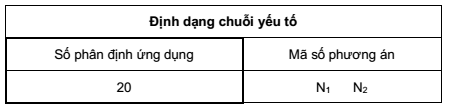 Định dạng chuỗi yếu tố
Số phân định ứng dụng Mã số phương án
20 N₁ N₂